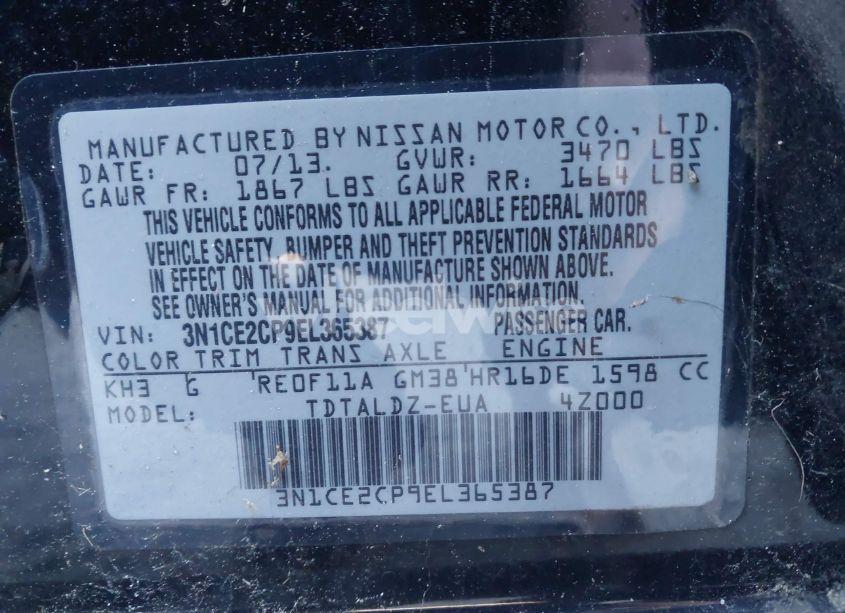 MANUFACTURED BY NISSAN MOTOR CO., LTD.
DATE: 07/13. GVWR: 3470 LBS
GAWR FR: 1867 LBS GAWR RR: 1664 LBS
THIS VEHICLE CONFORMS TO ALL APPLICABLE FEDERAL MOTOR
VEHICLE SAFETY, BUMPER AND THEFT PREVENTION STANDARDS
IN EFFECT ON THE DATE OF MANUFACTURE SHOWN ABOVE.
SEE OWNER'S MANUAL FOR ADDITIONAL INFORMATION.
VIN: 3N1CE2CP9EL365387 PASSENGER CAR.
COLOR TRIM TRANS AXLE ENGINE
KH3 G RE0F11A GM38 HR16DE 1598 CC
MODEL: TDTALDZ-EUA 4Z000
3N1CE2CP9EL365387